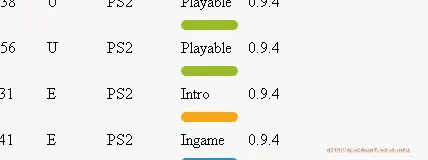 38 U PS2 Playable 0.9.4
56 U PS2 Playable 0.9.4
31 E PS2 Intro 0.9.4
41 E PS2 Ingame 0.9.4